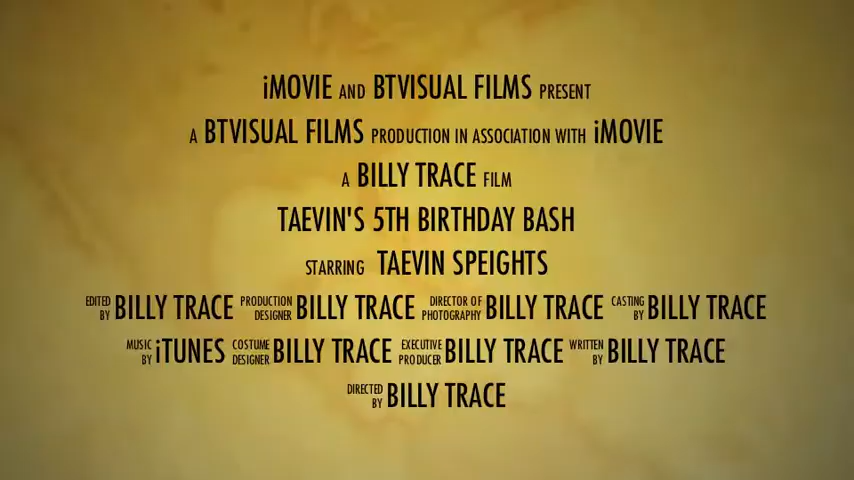 iMOVIE AND BTVISUAL FILMS PRESENT
A BTVISUAL FILMS PRODUCTION IN ASSOCIATION WITH iMOVIE
A BILLY TRACE FILM
TAEVIN'S 5TH BIRTHDAY BASH
STARRING TAEVIN SPEIGHTS
EDITED BY BILLY TRACE PRODUCTION DESIGNER BILLY TRACE DIRECTOR OF PHOTOGRAPHY BILLY TRACE CASTING BY BILLY TRACE
MUSIC BY iTUNES COSTUME DESIGNER BILLY TRACE EXECUTIVE PRODUCER BILLY TRACE WRITTEN BY BILLY TRACE
DIRECTED BY BILLY TRACE